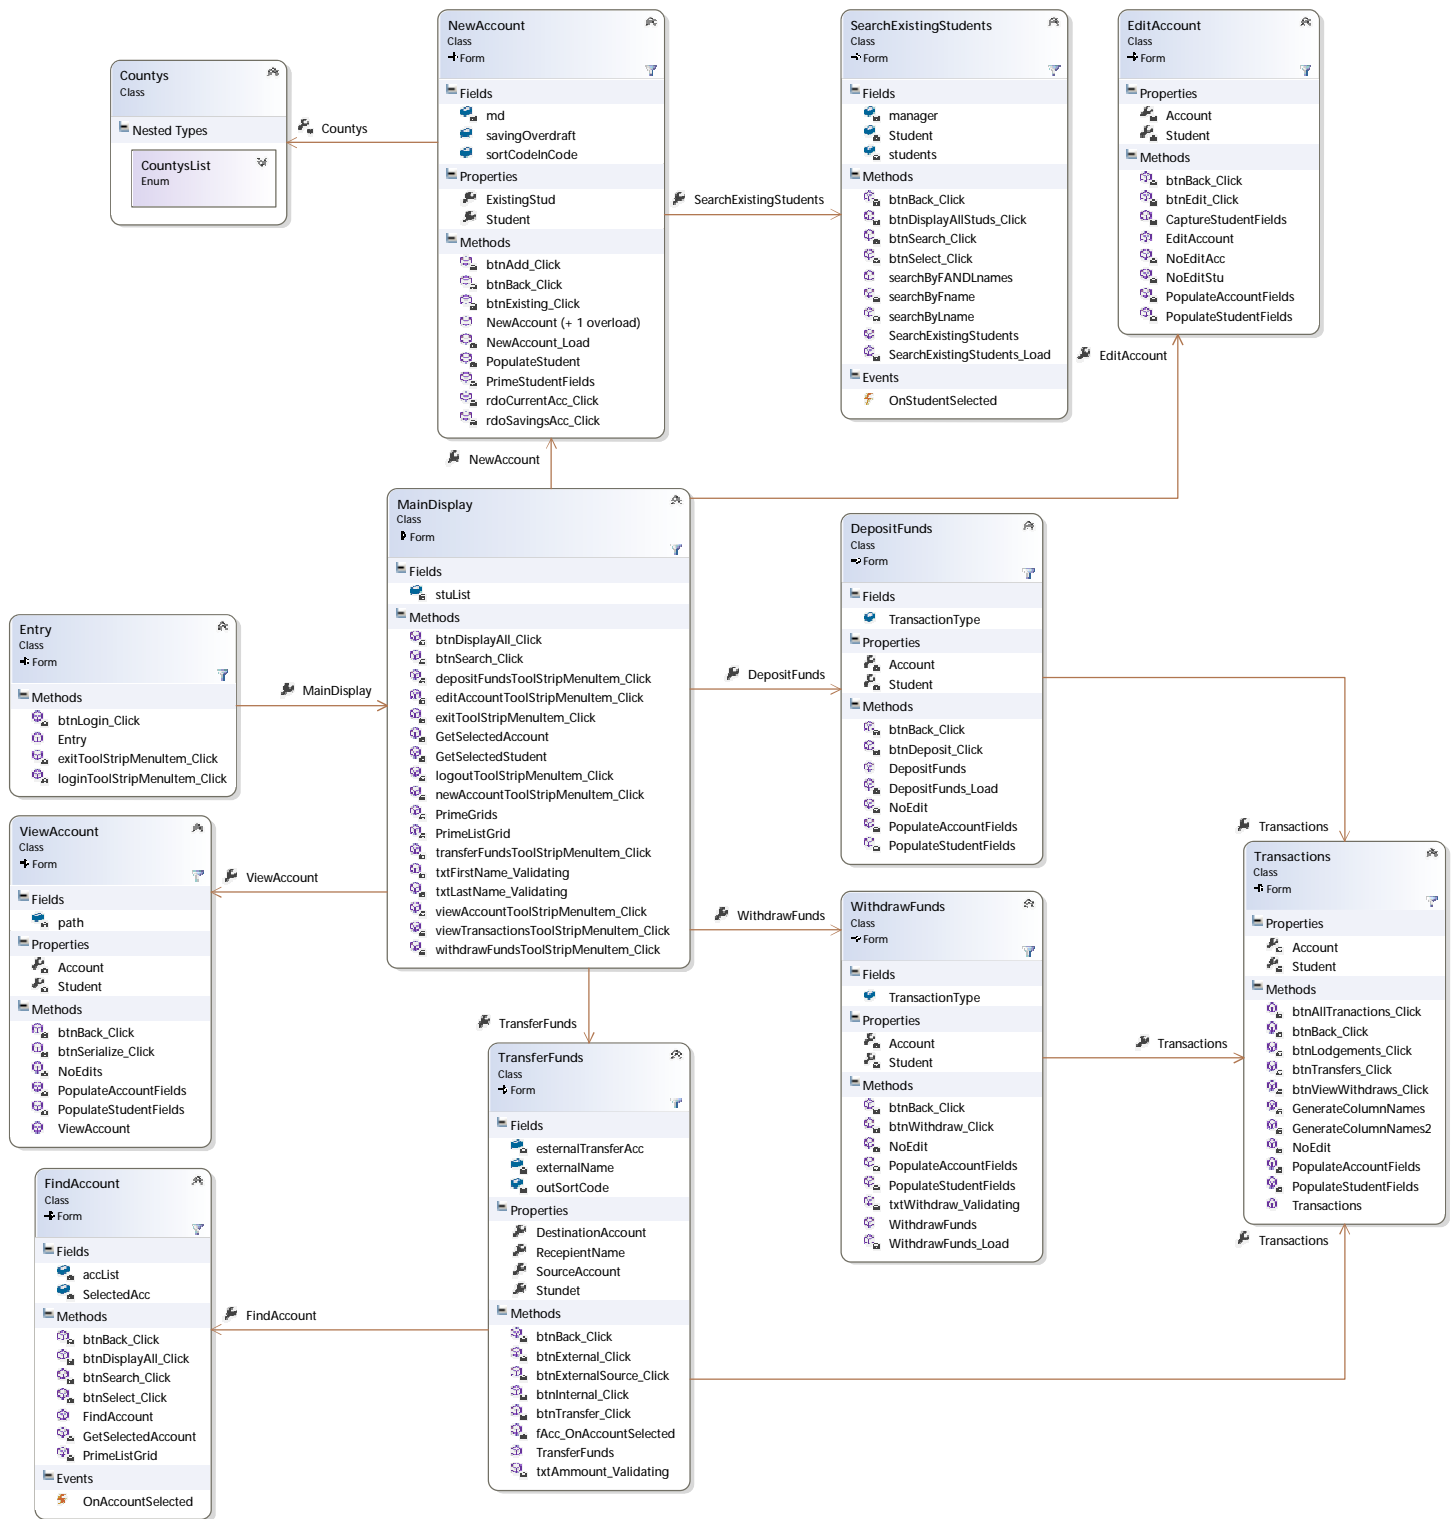 Countys
Class
Nested Types
CountysList
Enum
Countys
NewAccount
Class
Form
Fields
md
savingOverdraft
sortCodeInCode
Properties
ExistingStud
Student
Methods
btnAdd_Click
btnBack_Click
btnExisting_Click
NewAccount (+ 1 overload)
NewAccount_Load
PopulateStudent
PrimeStudentFields
rdoCurrentAcc_Click
rdoSavingsAcc_Click
SearchExistingStudents
SearchExistingStudents
Class
Form
Fields
manager
Student
students
Methods
btnBack_Click
btnDisplayAllStuds_Click
btnSearch_Click
btnSelect_Click
searchByFANDLnames
searchByFname
searchByLname
SearchExistingStudents
SearchExistingStudents_Load
Events
OnStudentSelected
EditAccount
Class
Form
Properties
Account
Student
Methods
btnBack_Click
btnEdit_Click
CaptureStudentFields
EditAccount
NoEditAcc
NoEditStu
PopulateAccountFields
PopulateStudentFields
EditAccount
NewAccount
MainDisplay
Class
Form
Fields
stuList
Methods
btnDisplayAll_Click
btnSearch_Click
depositFundsToolStripMenuItem_Click
editAccountToolStripMenuItem_Click
exitToolStripMenuItem_Click
GetSelectedAccount
GetSelectedStudent
logoutToolStripMenuItem_Click
newAccountToolStripMenuItem_Click
PrimeGrids
PrimeListGrid
transferFundsToolStripMenuItem_Click
txtFirstName_Validating
txtLastName_Validating
viewAccountToolStripMenuItem_Click
viewTransactionsToolStripMenuItem_Click
withdrawFundsToolStripMenuItem_Click
Entry
Class
Form
Methods
btnLogin_Click
Entry
exitToolStripMenuItem_Click
loginToolStripMenuItem_Click
MainDisplay
DepositFunds
DepositFunds
Class
Form
Fields
TransactionType
Properties
Account
Student
Methods
btnBack_Click
btnDeposit_Click
DepositFunds
DepositFunds_Load
NoEdit
PopulateAccountFields
PopulateStudentFields
Transactions
ViewAccount
Class
Form
Fields
path
Properties
Account
Student
Methods
btnBack_Click
btnSerialize_Click
NoEdits
PopulateAccountFields
PopulateStudentFields
ViewAccount
ViewAccount
WithdrawFunds
WithdrawFunds
Class
Form
Fields
TransactionType
Properties
Account
Student
Methods
btnBack_Click
btnWithdraw_Click
NoEdit
PopulateAccountFields
PopulateStudentFields
txtWithdraw_Validating
WithdrawFunds
WithdrawFunds_Load
Transactions
Transactions
Class
Form
Properties
Account
Student
Methods
btnAllTranactions_Click
btnBack_Click
btnLodgements_Click
btnTransfers_Click
btnViewWithdraws_Click
GenerateColumnNames
GenerateColumnNames2
NoEdit
PopulateAccountFields
PopulateStudentFields
Transactions
Transactions
TransferFunds
TransferFunds
Class
Form
Fields
esternalTransferAcc
externalName
outSortCode
Properties
DestinationAccount
RecepientName
SourceAccount
Stundet
Methods
btnBack_Click
btnExternal_Click
btnExternalSource_Click
btnInternal_Click
btnTransfer_Click
fAcc_OnAccountSelected
TransferFunds
txtAmmount_Validating
FindAccount
FindAccount
Class
Form
Fields
accList
SelectedAcc
Methods
btnBack_Click
btnDisplayAll_Click
btnSearch_Click
btnSelect_Click
FindAccount
GetSelectedAccount
PrimeListGrid
Events
OnAccountSelected